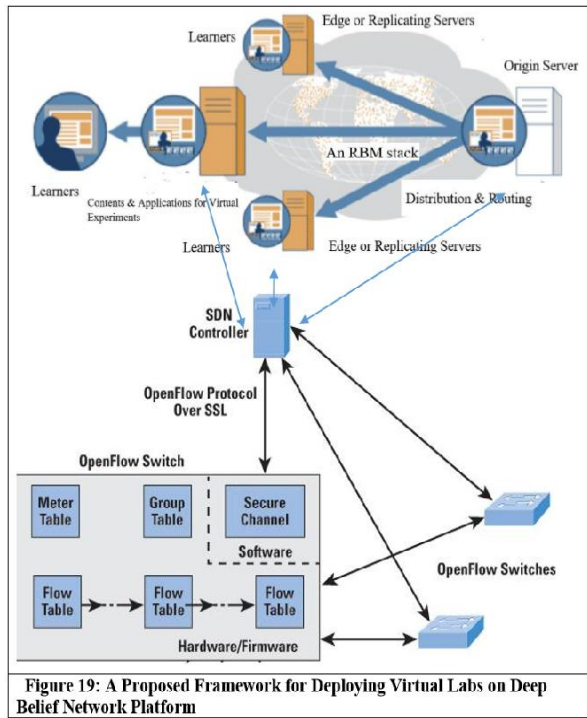 Learners
Edge or Replicating Servers
Origin Server
An RBM stack
Learners
Contents & Applications for Virtual
Experiments
Distribution & Routing
Learners
Edge or Replicating Servers
SDN
Controller
OpenFlow Protocol
Over SSL
OpenFlow Switch
Meter
Table
Group
Table
Secure
Channel
Software
Flow
Table
Flow
Table
Flow
Table
OpenFlow Switches
Hardware/Firmware
Figure 19: A Proposed Framework for Deploying Virtual Labs on Deep
Belief Network Platform